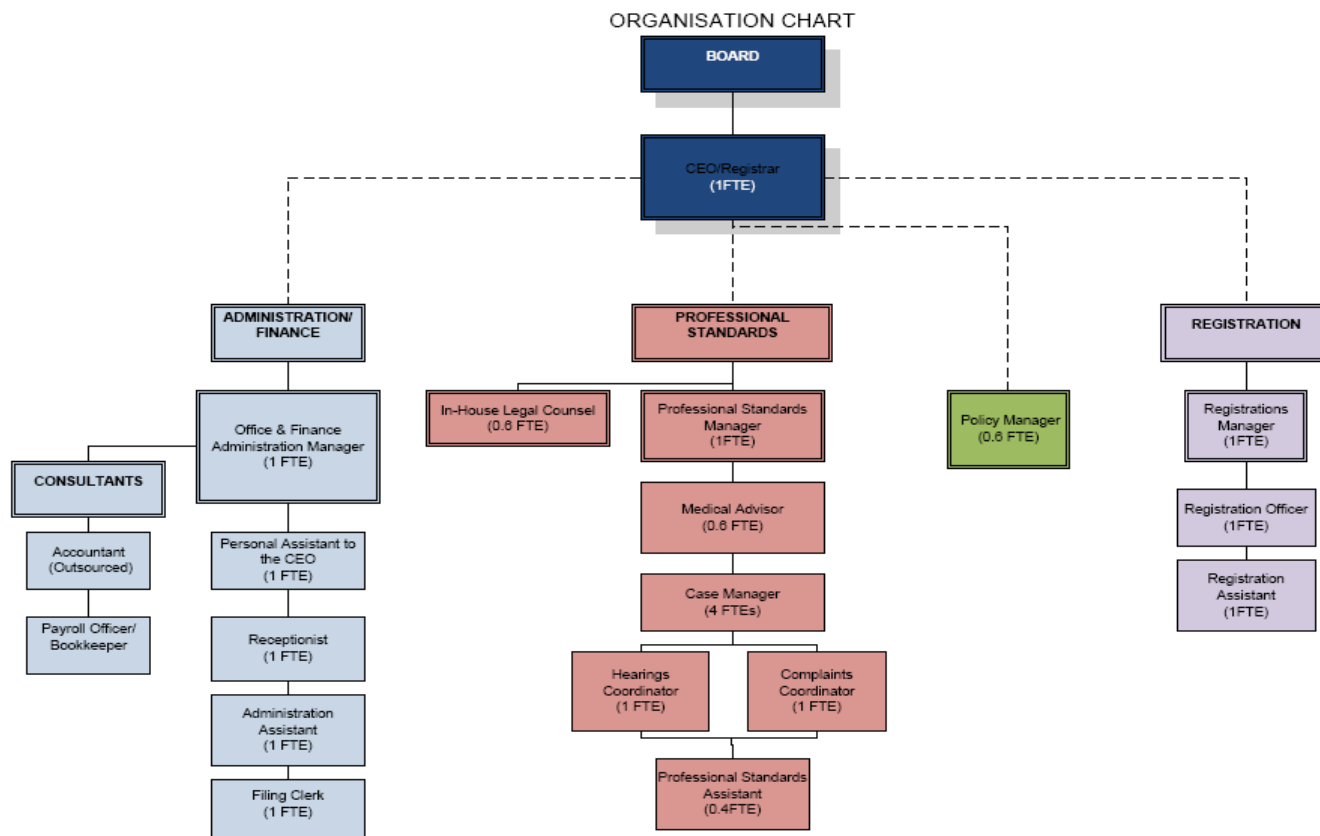 ORGANISATION CHART
BOARD
CEO/Registrar
(1FTE)
ADMINISTRATION/
FINANCE
PROFESSIONAL
STANDARDS
REGISTRATION
Office & Finance
Administration Manager
(1 FTE)
In-House Legal Counsel
(0.6 FTE)
Professional Standards
Manager
(1FTE)
Policy Manager
(0.6 FTE)
Registrations
Manager
(1FTE)
CONSULTANTS
Accountant
(Outsourced)
Payroll Officer/
Bookkeeper
Personal Assistant to
the CEO
(1 FTE)
Receptionist
(1 FTE)
Administration
Assistant
(1 FTE)
Filing Clerk
(1 FTE)
Medical Advisor
(0.6 FTE)
Case Manager
(4 FTEs)
Hearings
Coordinator
(1 FTE)
Complaints
Coordinator
(1 FTE)
Professional Standards
Assistant
(0.4FTE)
Registration Officer
(1FTE)
Registration
Assistant
(1FTE)